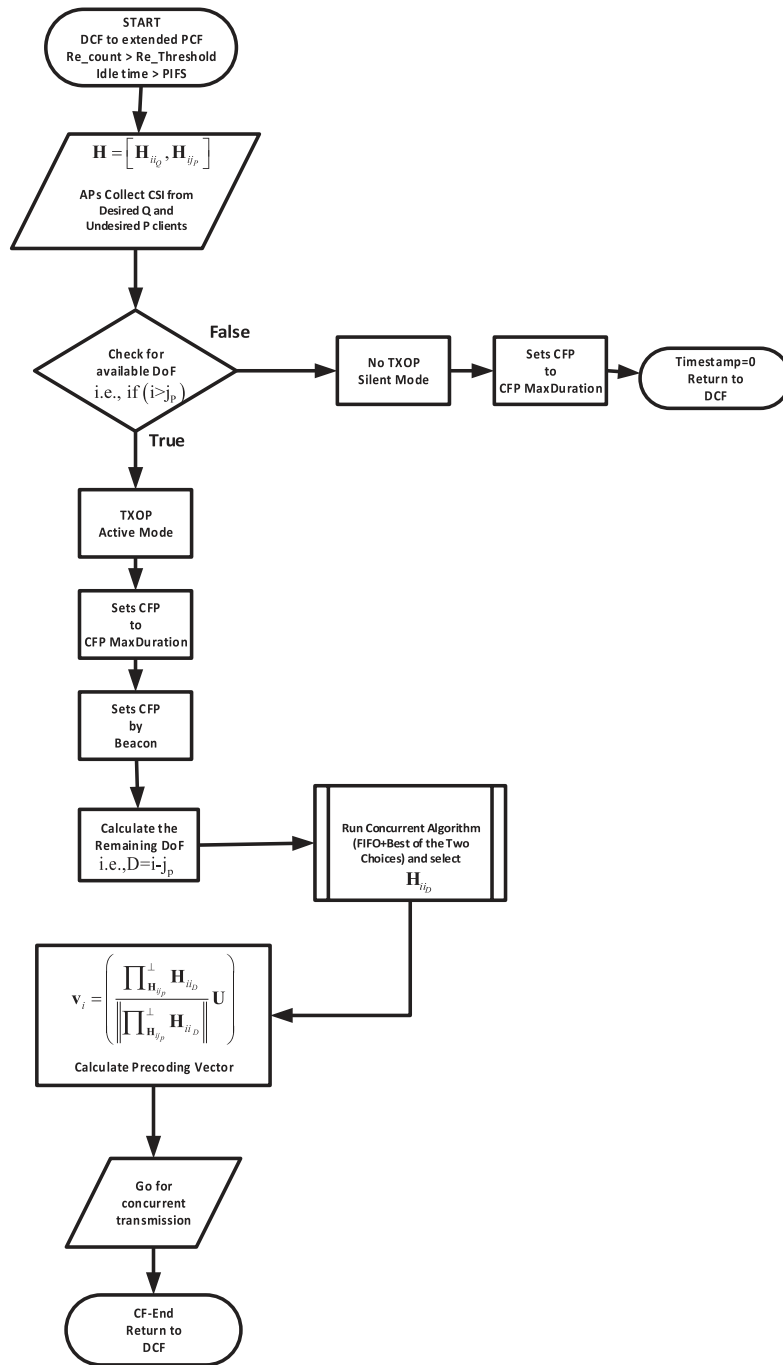 START
DCF to extended PCF
Re_count > Re_Threshold
Idle time > PIFS
H = [H_{ii_Q}, H_{ij_P}]
APs Collect CSI from
Desired Q and
Undesired P clients
Check for
available DoF
i.e., if (i>j_P)
False
True
No TXOP
Silent Mode
Sets CFP
to
CFP MaxDuration
Timestamp=0
Return to
DCF
TXOP
Active Mode
Sets CFP
to
CFP MaxDuration
Sets CFP
by
Beacon
Calculate the
Remaining DoF
i.e.,D=i-j_p
Run Concurrent Algorithm
(FIFO+Best of the Two
Choices) and select
H_{ii_D}
v_i = ( ∏^⊥_{H_{ij_p}} H_{ii_D} / ‖∏^⊥_{H_{ij_p}} H_{ii_D}‖ U )
Calculate Precoding Vector
Go for
concurrent
transmission
CF-End
Return to
DCF